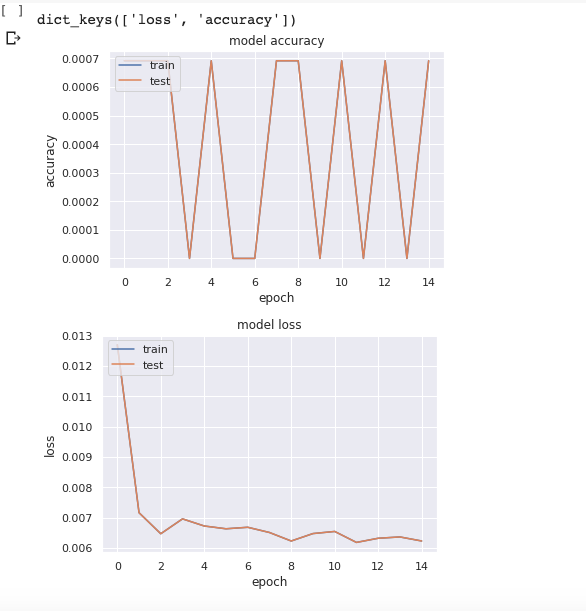 [ ] dict_keys(['loss', 'accuracy'])
model accuracy
0.0007
0.0006
0.0005
0.0004
0.0003
0.0002
0.0001
0.0000
accuracy
train
test
0 2 4 6 8 10 12 14
epoch
model loss
0.013
0.012
0.011
0.010
0.009
0.008
0.007
0.006
loss
train
test
0 2 4 6 8 10 12 14
epoch